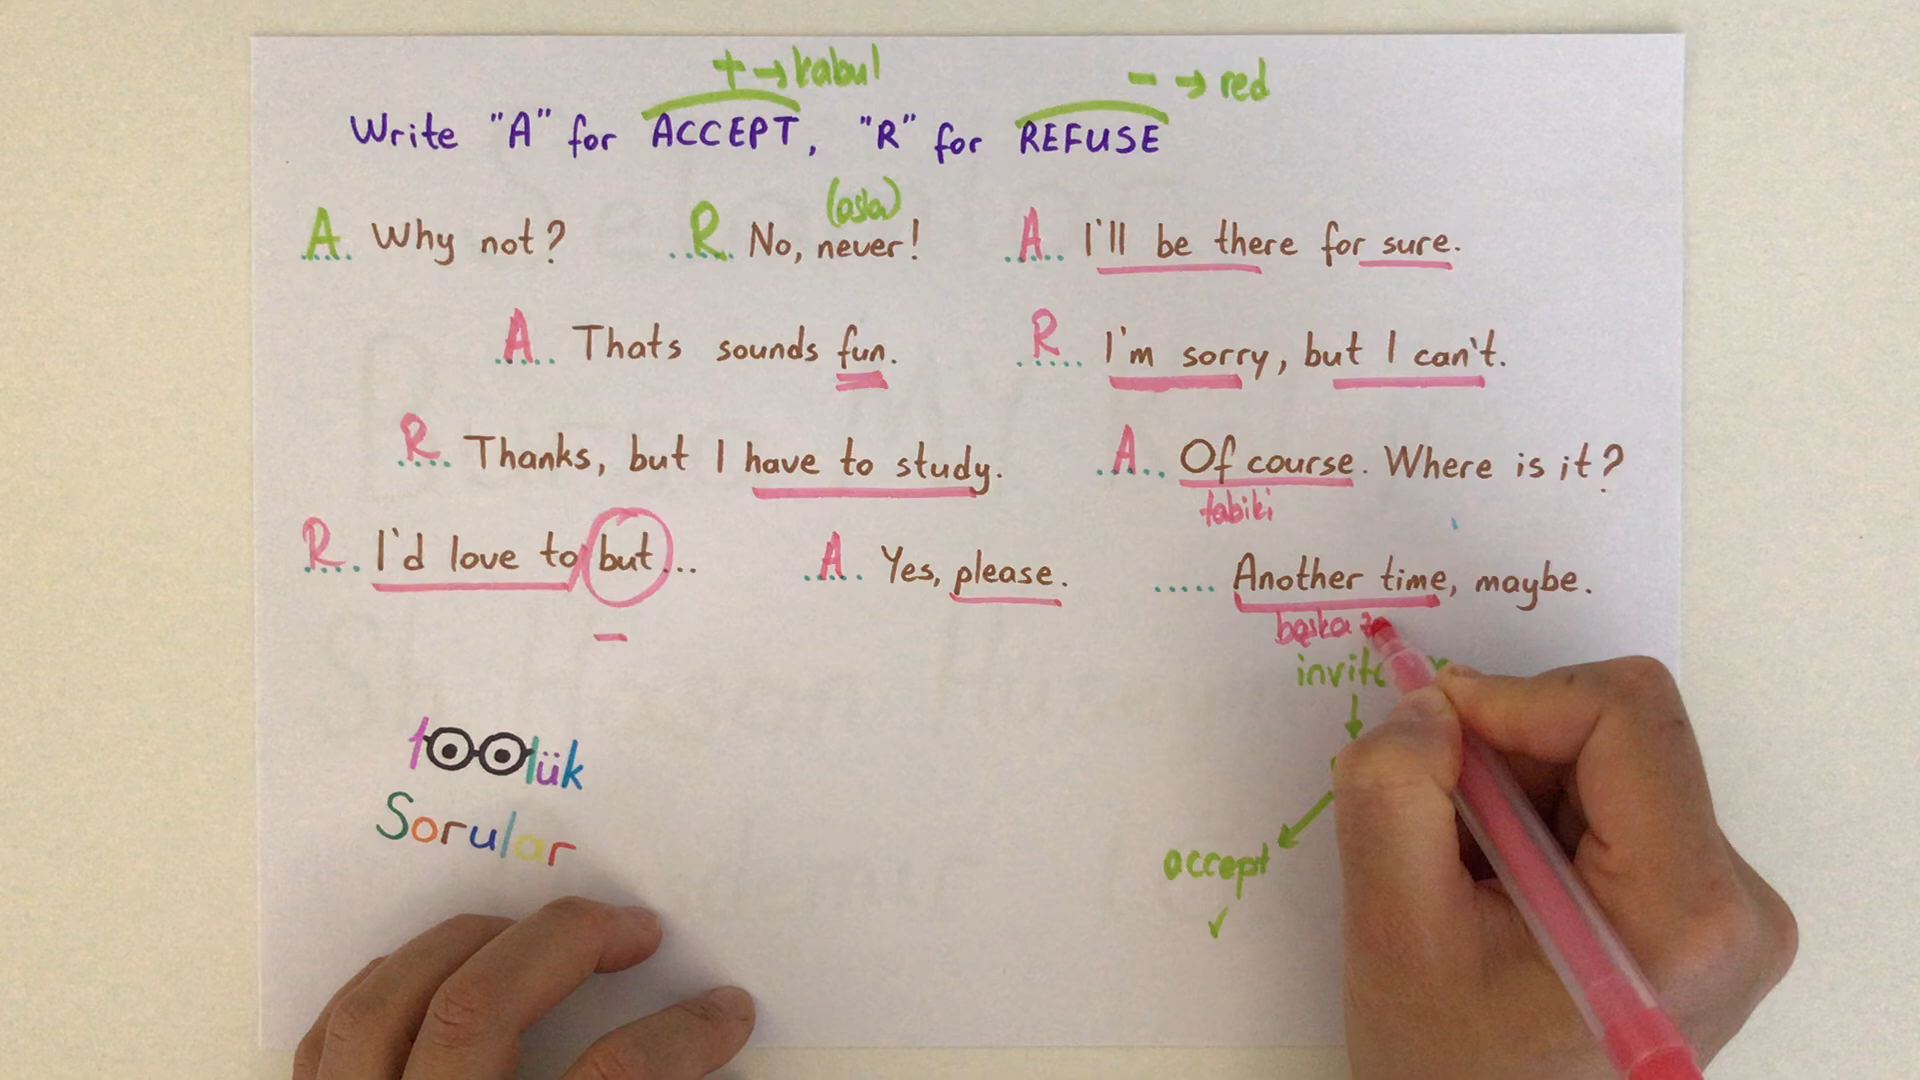 + → kabul - → red
Write "A" for ACCEPT, "R" for REFUSE
(asla)
A Why not? R No, never! A I'll be there for sure.
A Thats sounds fun. R I'm sorry, but I can't.
R Thanks, but I have to study. A Of course. Where is it?
tabiki
R I'd love to but... A Yes, please. ..... Another time, maybe.
- başka
100lük
Sorular
accept
✓